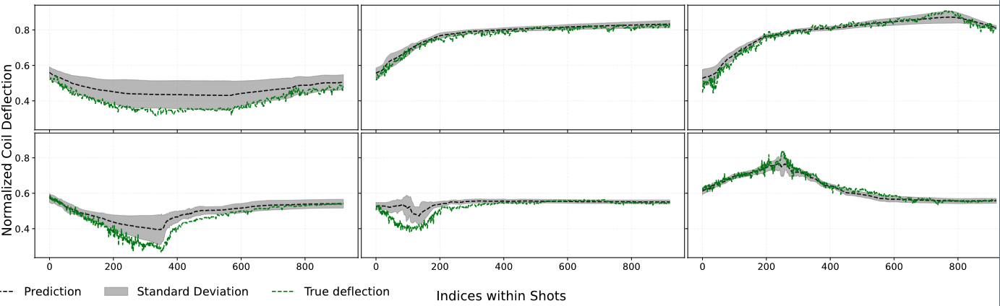 Normalized Coil Deflection
0.8
0.6
0.4
0.8
0.6
0.4
0 200 400 600 800 0 200 400 600 800 0 200 400 600 800
Prediction Standard Deviation True deflection
Indices within Shots